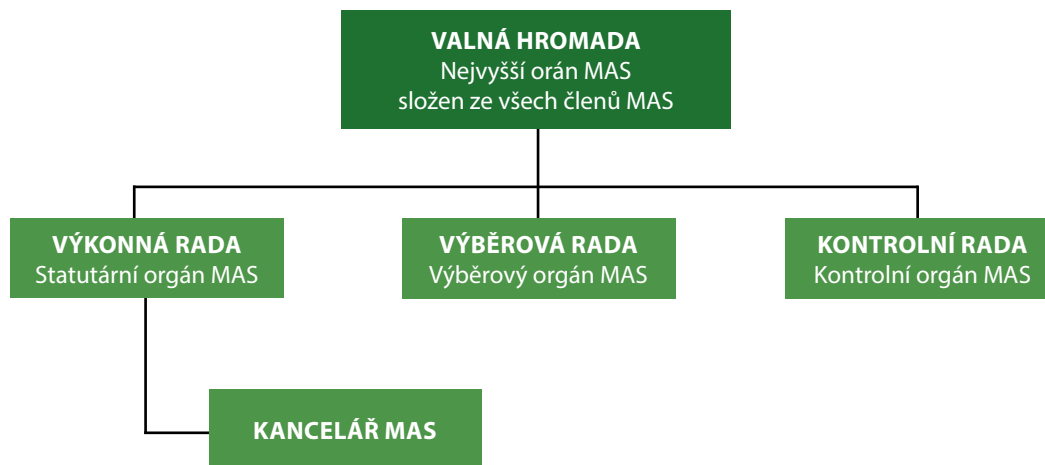 VALNÁ HROMADA
Nejvyšší orán MAS
složen ze všech členů MAS
VÝKONNÁ RADA
Statutární orgán MAS
VÝBĚROVÁ RADA
Výběrový orgán MAS
KONTROLNÍ RADA
Kontrolní orgán MAS
KANCELÁŘ MAS